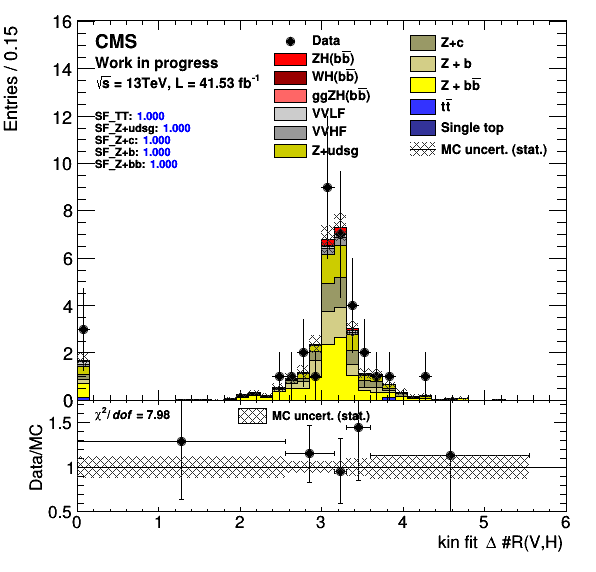 CMS
Work in progress
√s = 13TeV, L = 41.53 fb⁻¹
SF_TT: 1.000
SF_Z+udsg: 1.000
SF_Z+c: 1.000
SF_Z+b: 1.000
SF_Z+bb: 1.000
Data
ZH(bb̅)
WH(bb̅)
ggZH(bb̅)
VVLF
VVHF
Z+udsg
Z+c
Z + b
Z + bb̅
tt̅
Single top
MC uncert. (stat.)
Entries / 0.15
16
14
12
10
8
6
4
2
0
χ²/dof = 7.98
MC uncert. (stat.)
Data/MC
1.5
1
0.5
0 1 2 3 4 5 6
kin fit Δ #R(V,H)